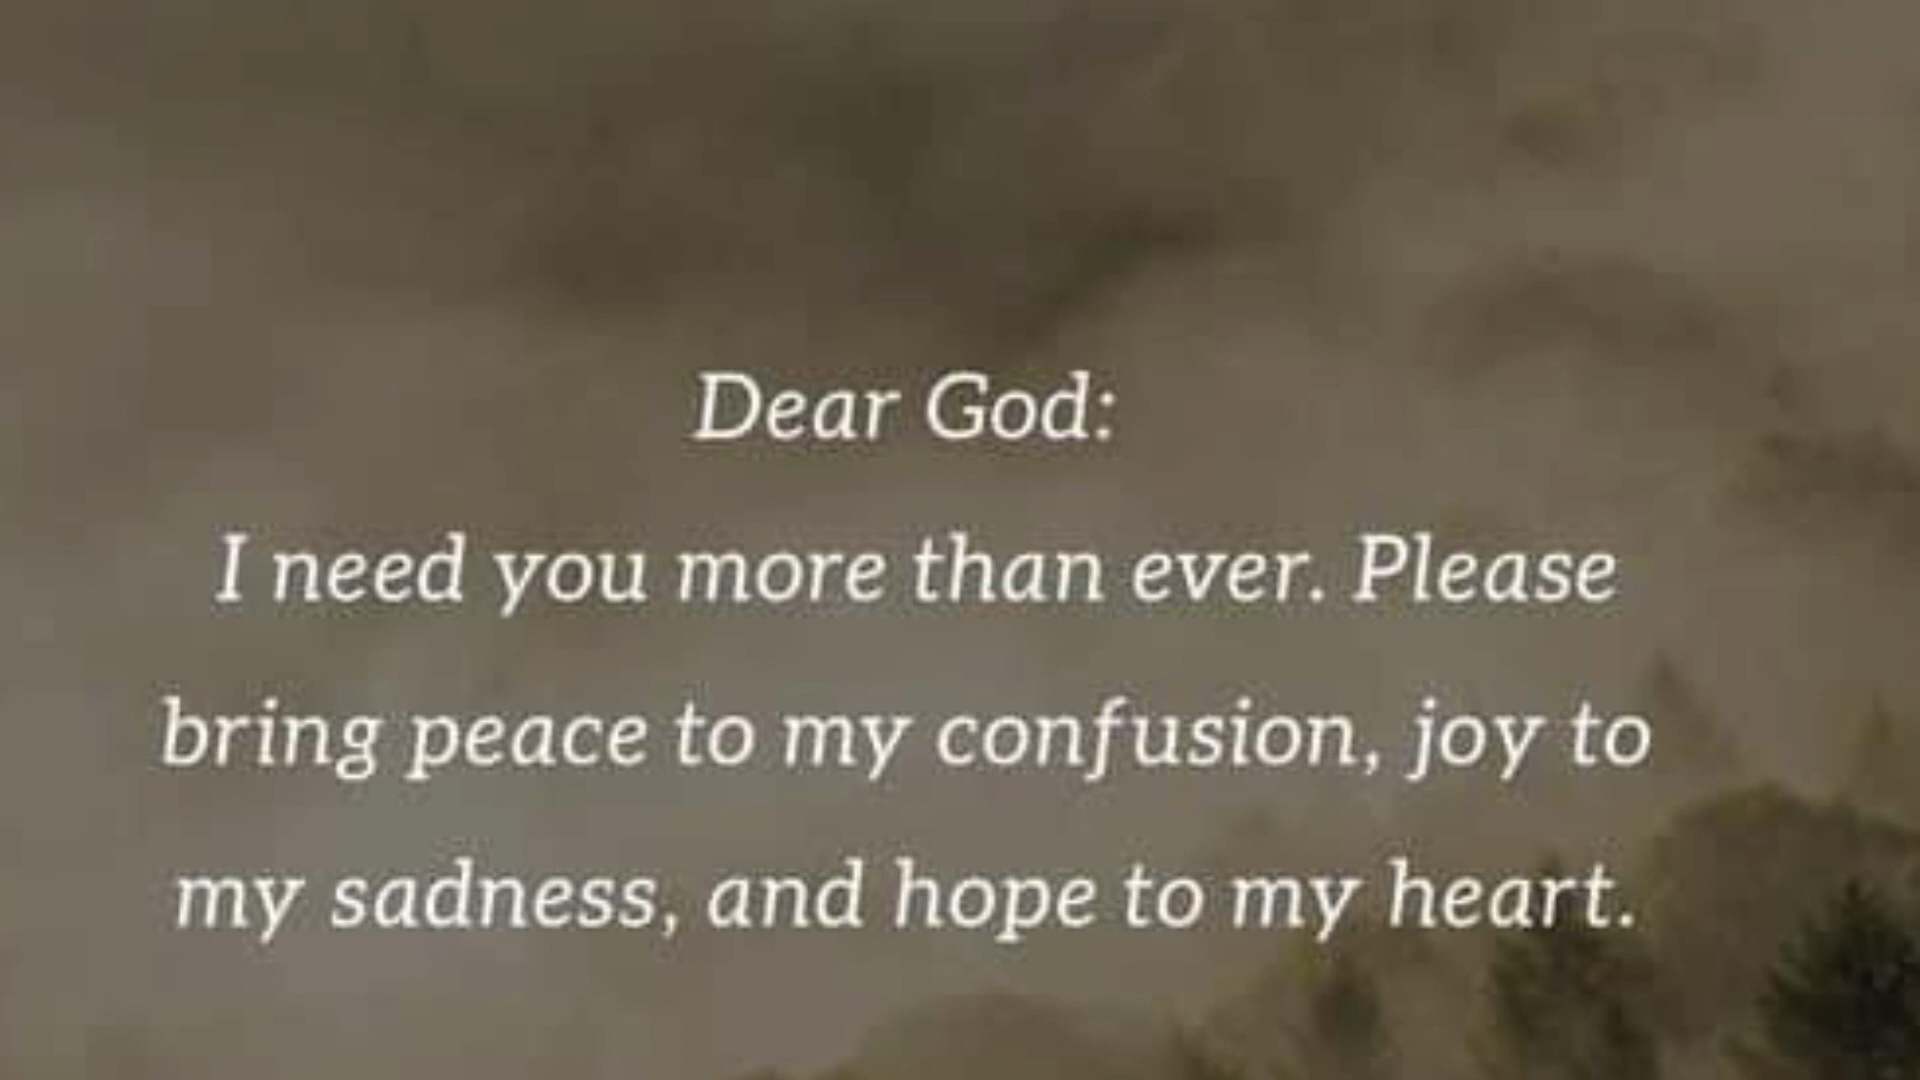 Dear God:
I need you more than ever. Please
bring peace to my confusion, joy to
my sadness, and hope to my heart.